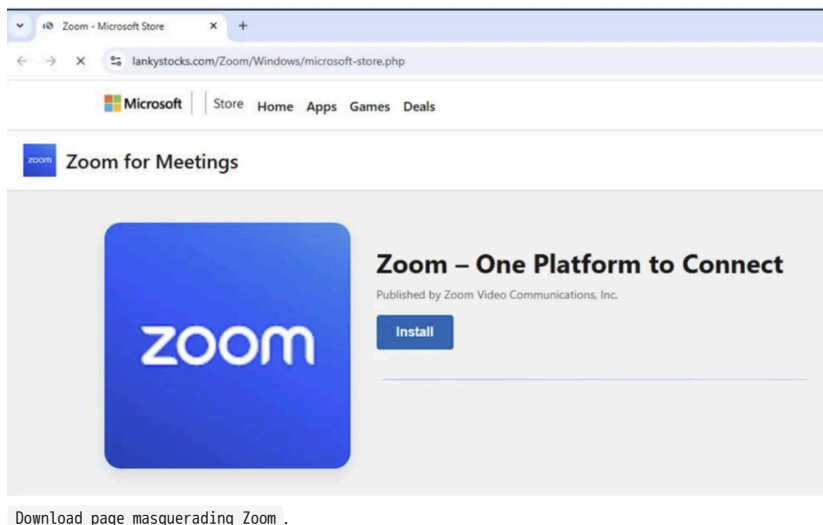 Zoom - Microsoft Store
lankystocks.com/Zoom/Windows/microsoft-store.php
Microsoft Store Home Apps Games Deals
zoom Zoom for Meetings
zoom
Zoom – One Platform to Connect
Published by Zoom Video Communications, Inc.
Install
Download page masquerading Zoom.